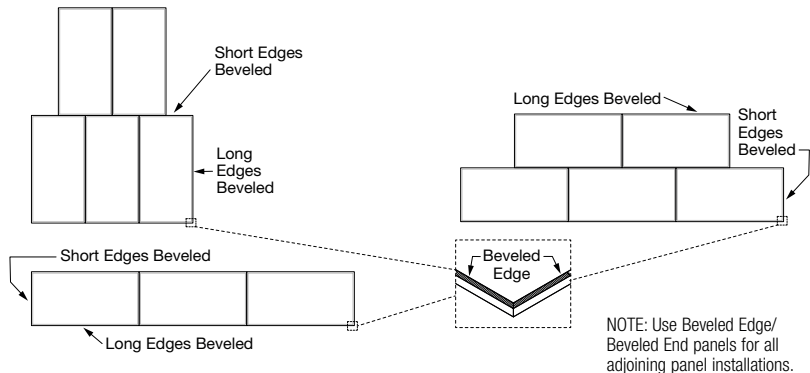 Short Edges
Beveled
Long
Edges
Beveled
Long Edges Beveled
Short
Edges
Beveled
Short Edges Beveled
Long Edges Beveled
Beveled
Edge
NOTE: Use Beveled Edge/
Beveled End panels for all
adjoining panel installations.